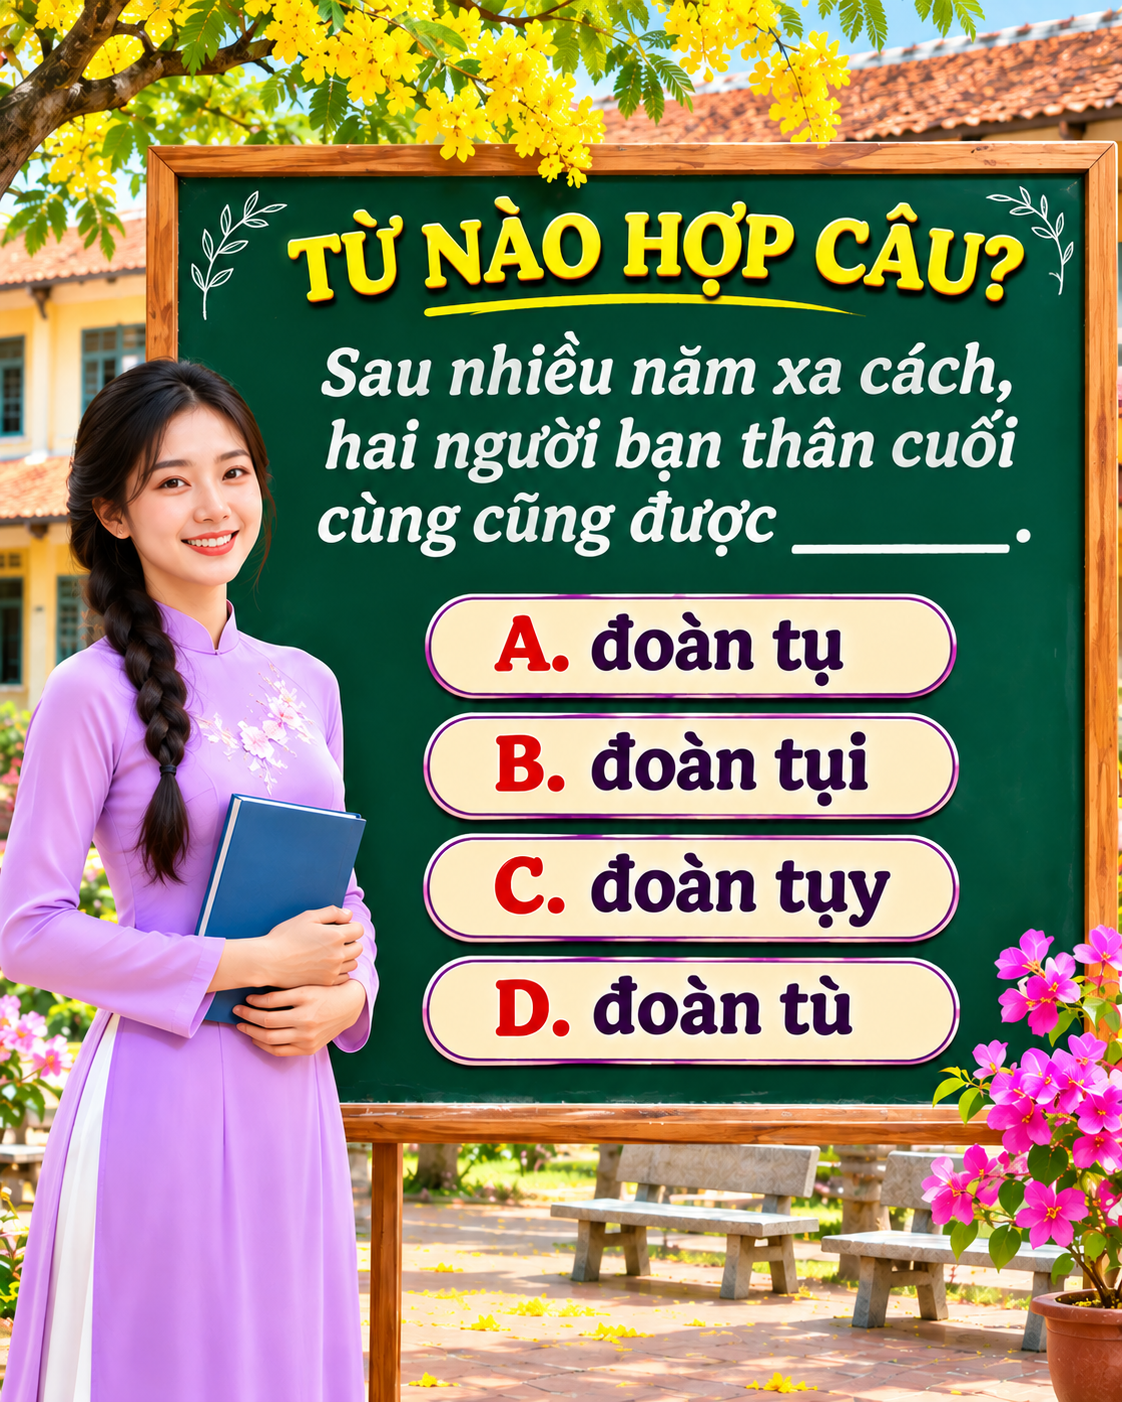 TỪ NÀO HỢP CÂU?
Sau nhiều năm xa cách,
hai người bạn thân cuối
cùng cũng được ________.
A. đoàn tụ
B. đoàn tụi
C. đoàn tụy
D. đoàn tù